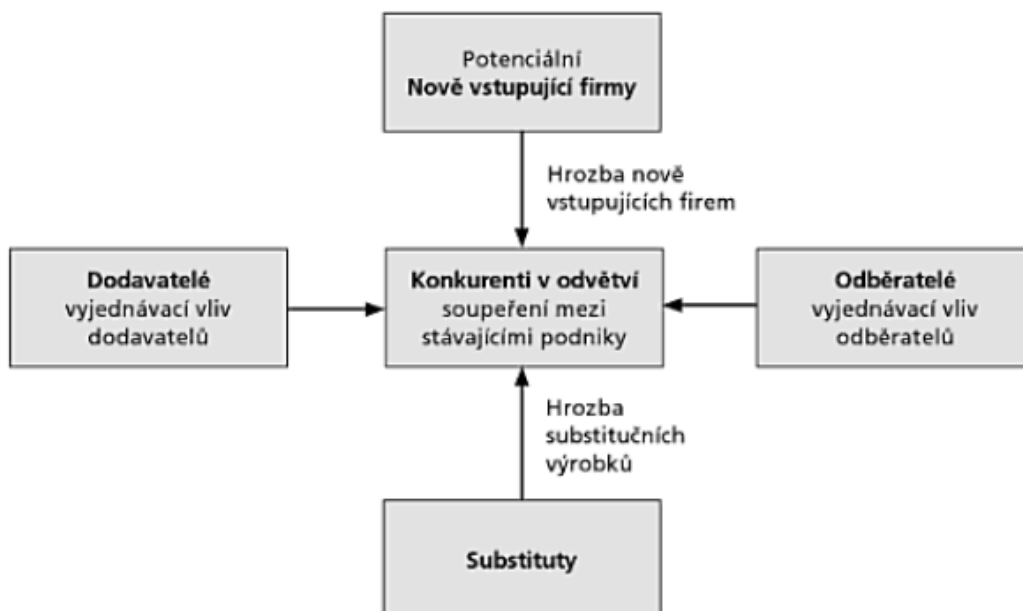 Potenciální
Nově vstupující firmy
Hrozba nově
vstupujících firem
Dodavatelé
vyjednávací vliv
dodavatelů
Konkurenti v odvětví
soupeření mezi
stávajícími podniky
Odběratelé
vyjednávací vliv
odběratelů
Hrozba
substitučních
výrobků
Substituty